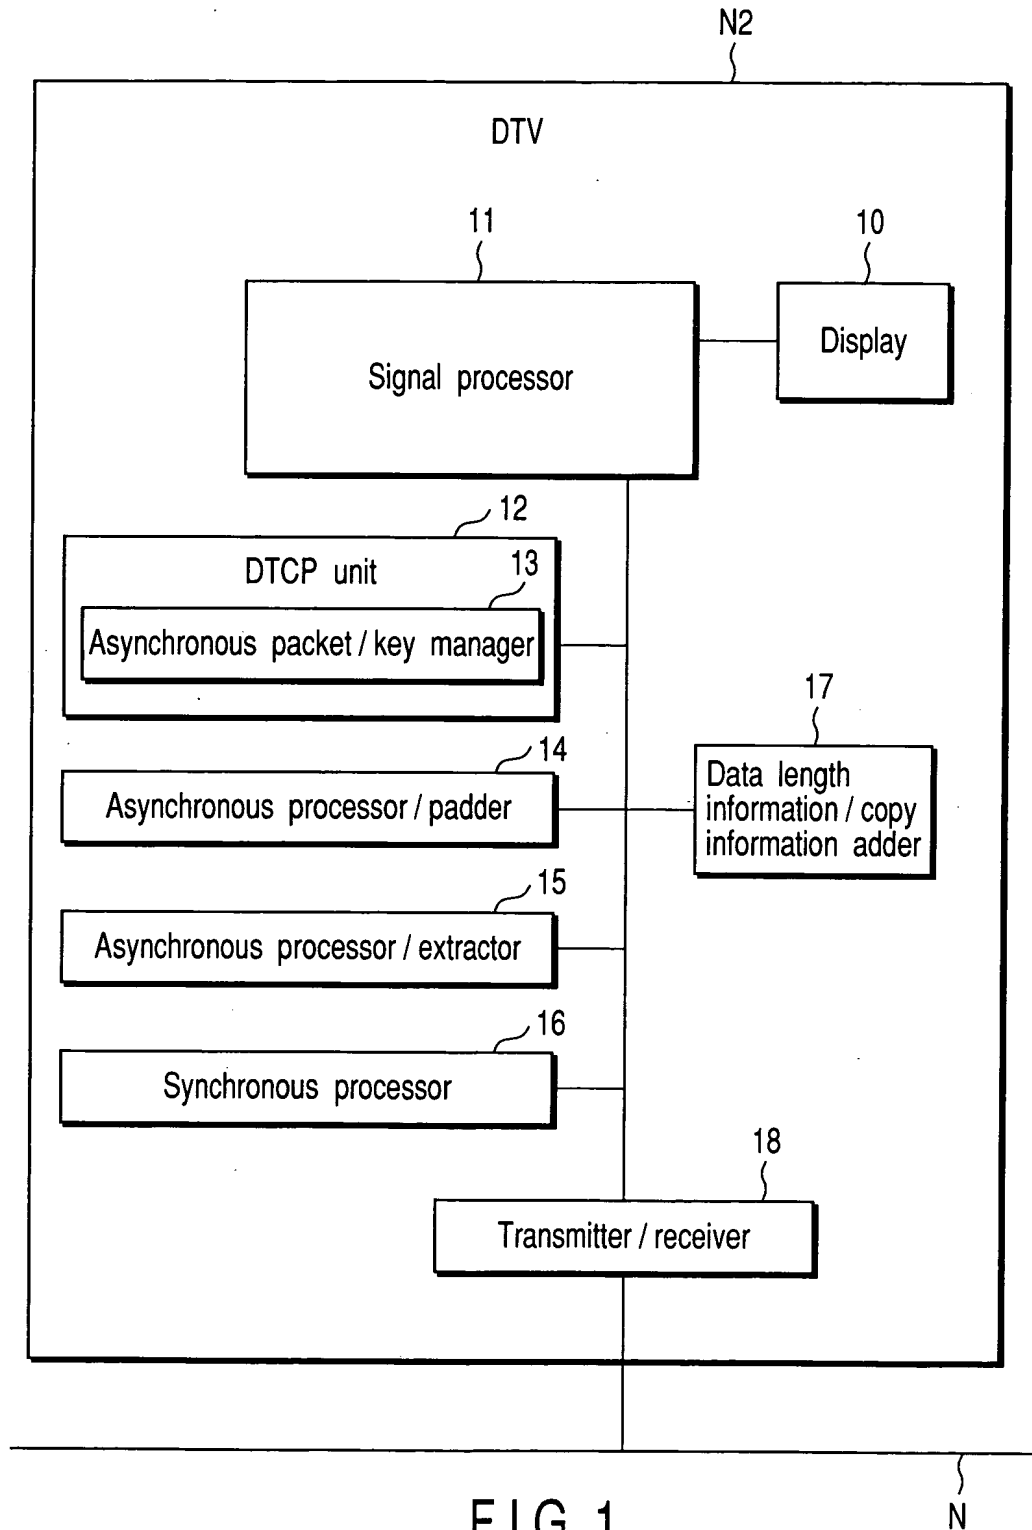 N2
DTV
11
10
Signal processor
Display
12
DTCP unit
13
Asynchronous packet / key manager
17
14
Data length
information / copy
information adder
Asynchronous processor / padder
15
Asynchronous processor / extractor
16
Synchronous processor
18
Transmitter / receiver
N
FIG. 1